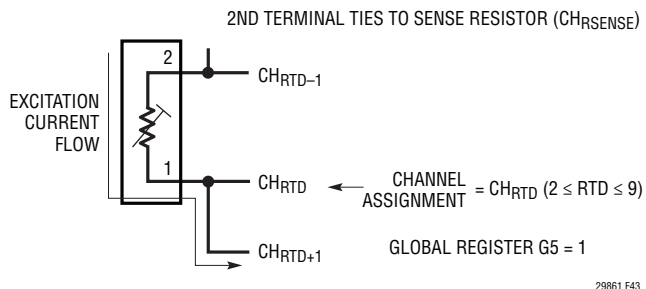 2ND TERMINAL TIES TO SENSE RESISTOR (CHRSENSE)
2
CHRTD–1
EXCITATION
CURRENT
FLOW
1
CHRTD
CHANNEL
ASSIGNMENT
= CHRTD (2 ≤ RTD ≤ 9)
CHRTD+1
GLOBAL REGISTER G5 = 1
29861 F43